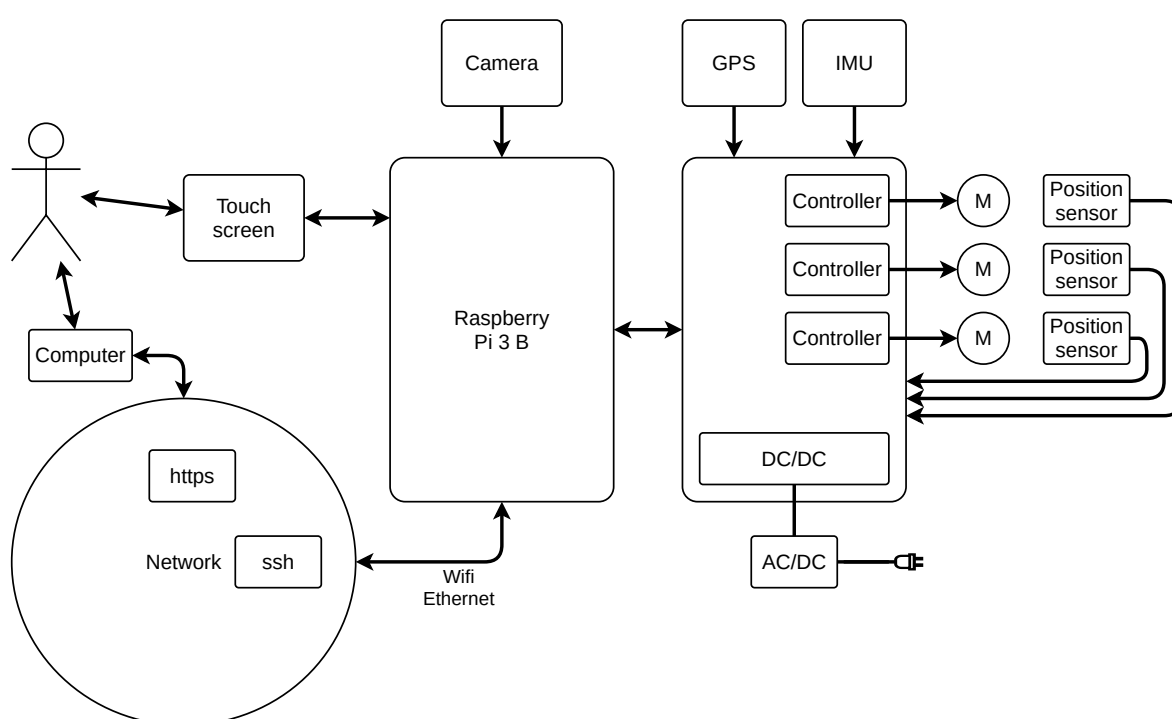 Camera
GPS
IMU
Touch
screen
Raspberry
Pi 3 B
Controller
M
Position
sensor
Controller
M
Position
sensor
Controller
M
Position
sensor
Computer
https
Network
ssh
Wifi
Ethernet
DC/DC
AC/DC